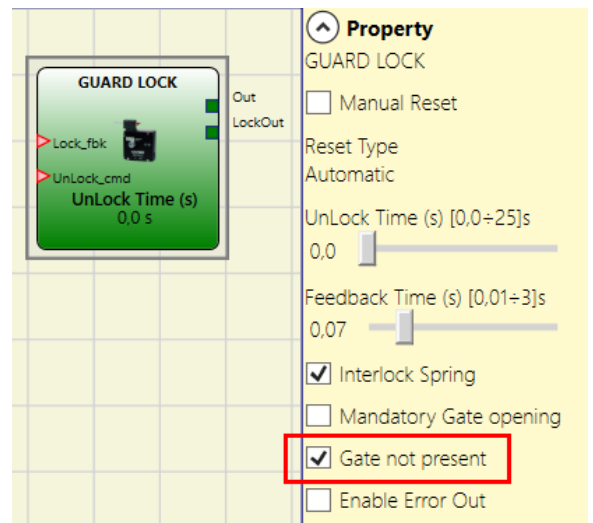 GUARD LOCK
Out
LockOut
Lock_fbk
UnLock_cmd
UnLock Time (s)
0,0 s
Property
GUARD LOCK
Manual Reset
Reset Type
Automatic
UnLock Time (s) [0,0÷25]s
0,0
Feedback Time (s) [0,01÷3]s
0,07
Interlock Spring
Mandatory Gate opening
Gate not present
Enable Error Out